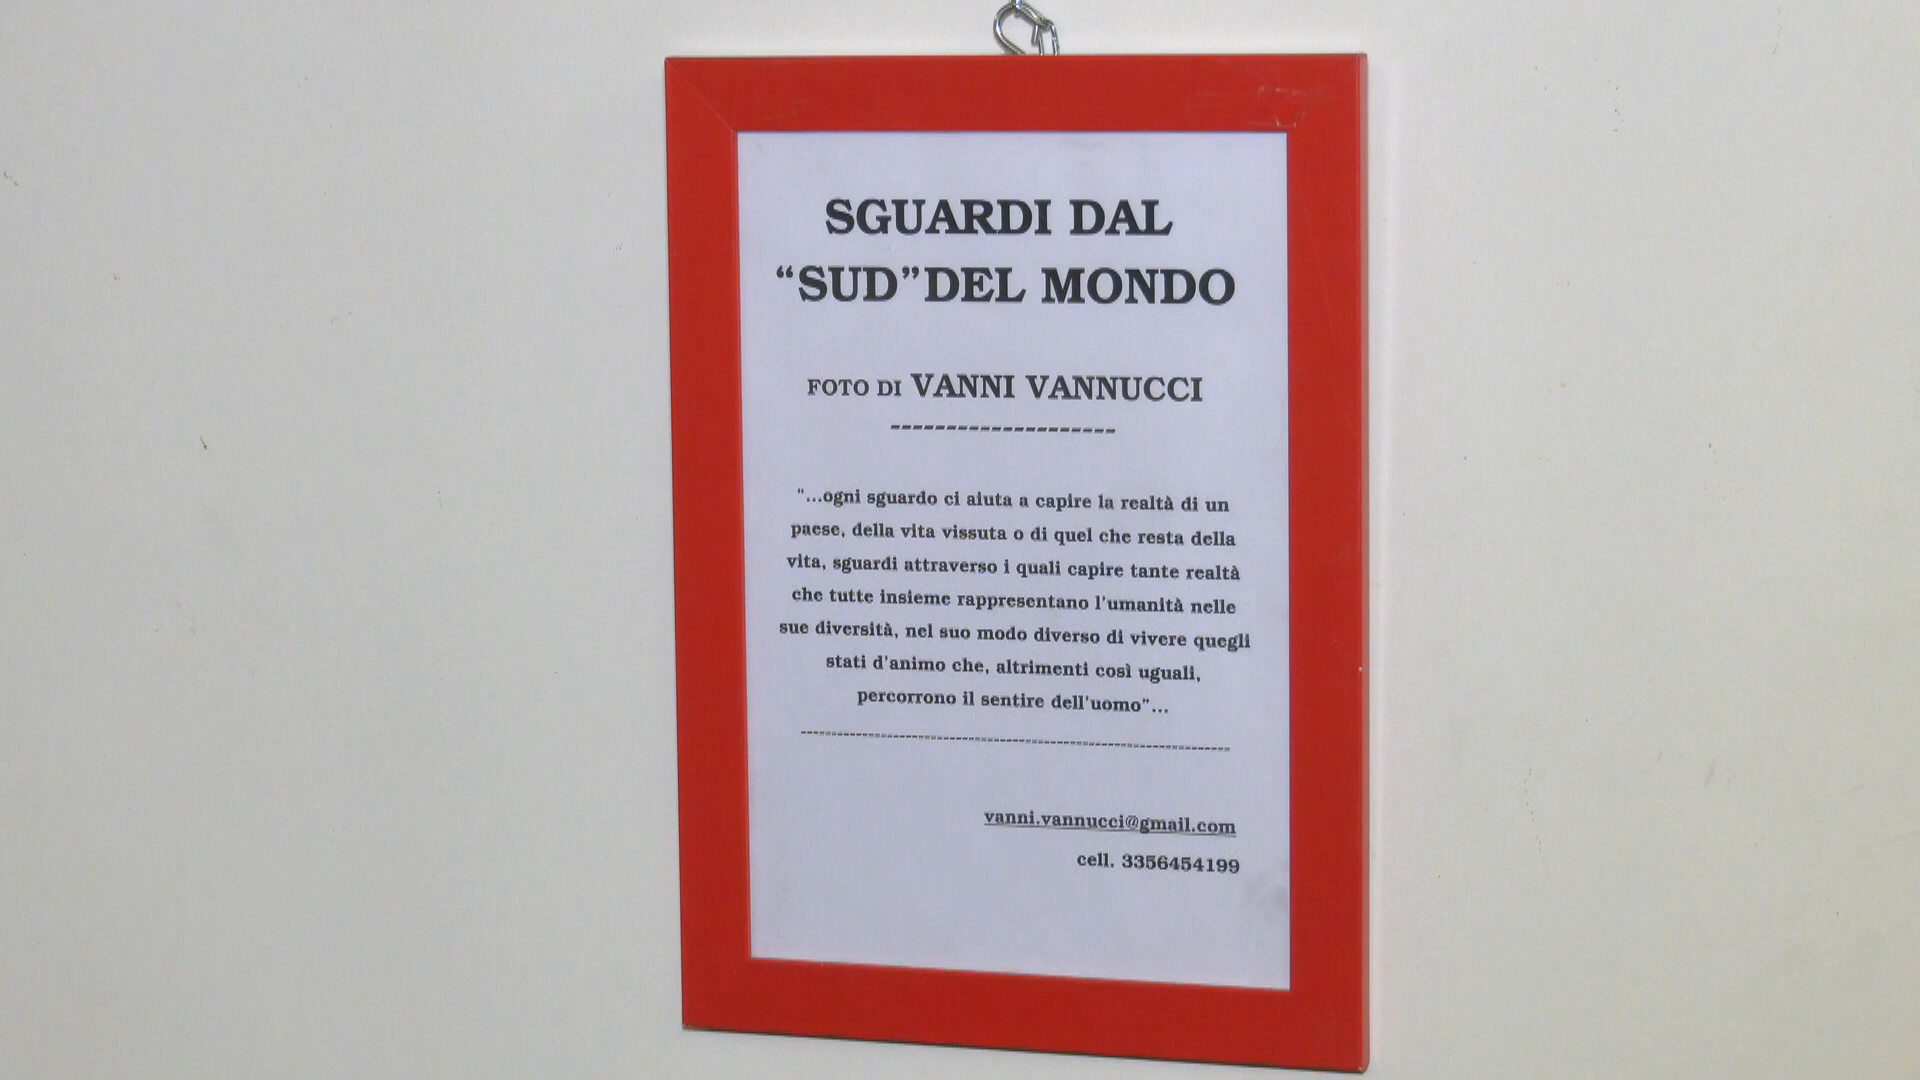 SGUARDI DAL
“SUD”DEL MONDO
FOTO DI VANNI VANNUCCI
--------------------
"...ogni sguardo ci aiuta a capire la realtà di un
paese, della vita vissuta o di quel che resta della
vita, sguardi attraverso i quali capire tante realtà
che tutte insieme rappresentano l'umanità nelle
sue diversità, nel suo modo diverso di vivere quegli
stati d'animo che, altrimenti così uguali,
percorrono il sentire dell'uomo"...
vanni.vannucci@gmail.com
cell. 3356454199